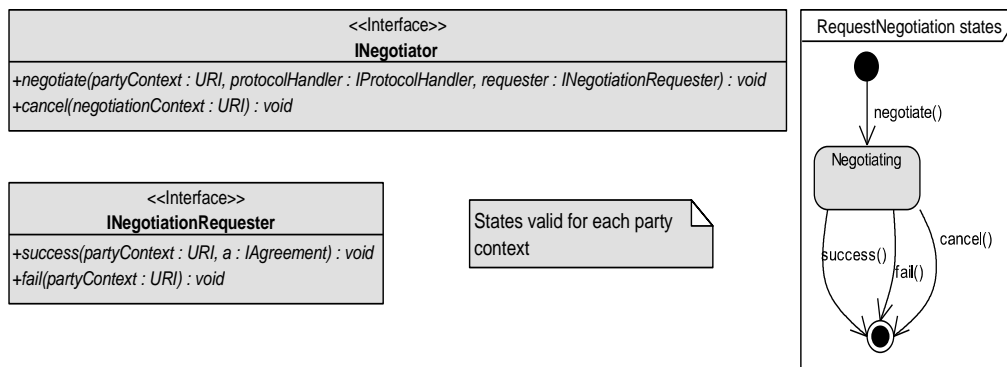 <<Interface>>
INegotiator
+negotiate(partyContext : URI, protocolHandler : IProtocolHandler, requester : INegotiationRequester) : void
+cancel(negotiationContext : URI) : void
<<Interface>>
INegotiationRequester
+success(partyContext : URI, a : IAgreement) : void
+fail(partyContext : URI) : void
States valid for each party
context
RequestNegotiation states
negotiate()
Negotiating
cancel()
success()
fail()